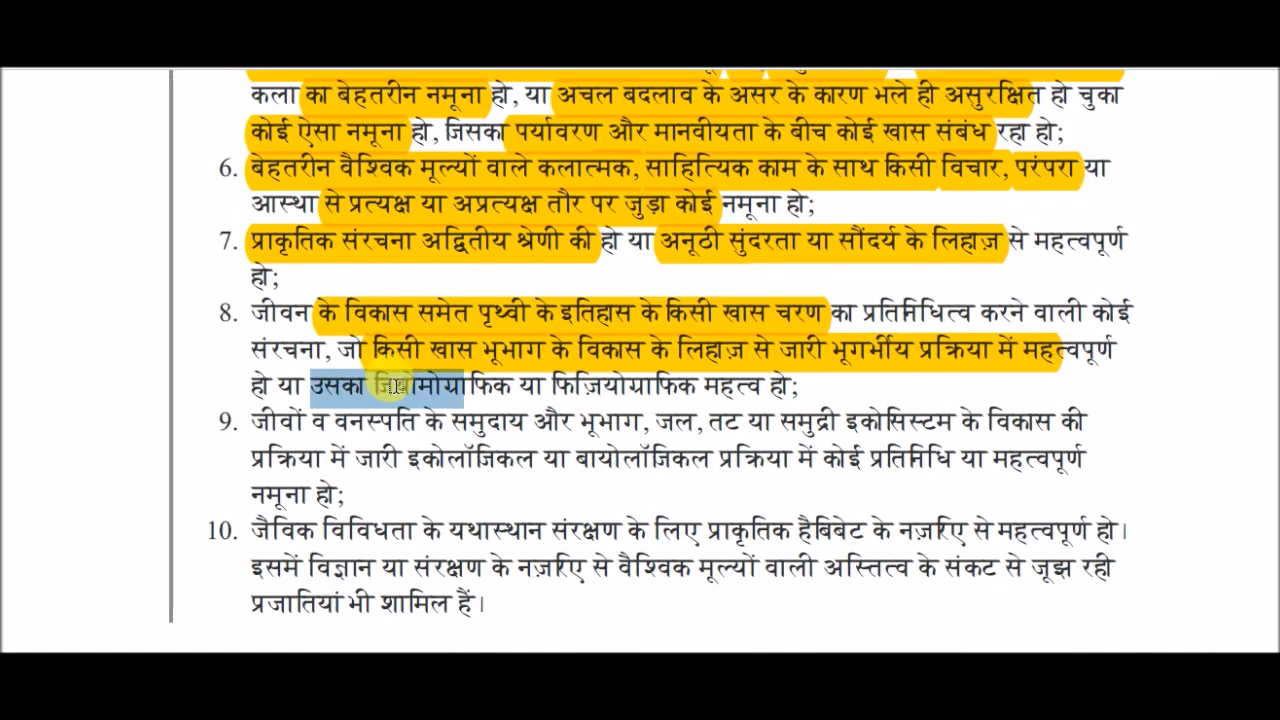 कला का बेहतरीन नमूना हो, या अचल बदलाव के असर के कारण भले ही असुरक्षित हो चुका
कोई ऐसा नमूना हो, जिसका पर्यावरण और मानवीयता के बीच कोई खास संबंध रहा हो;
6. बेहतरीन वैश्विक मूल्यों वाले कलात्मक, साहित्यिक काम के साथ किसी विचार, परंपरा या
आस्था से प्रत्यक्ष या अप्रत्यक्ष तौर पर जुड़ा कोई नमूना हो;
7. प्राकृतिक संरचना अद्वितीय श्रेणी की हो या अनूठी सुंदरता या सौंदर्य के लिहाज़ से महत्वपूर्ण
हो;
8. जीवन के विकास समेत पृथ्वी के इतिहास के किसी खास चरण का प्रतिनिधित्व करने वाली कोई
संरचना, जो किसी खास भूभाग के विकास के लिहाज़ से जारी भूगर्भीय प्रक्रिया में महत्वपूर्ण
हो या उसका जियोमोग्राफिक या फिज़ियोग्राफिक महत्व हो;
9. जीवों व वनस्पति के समुदाय और भूभाग, जल, तट या समुद्री इकोसिस्टम के विकास की
प्रक्रिया में जारी इकोलॉजिकल या बायोलॉजिकल प्रक्रिया में कोई प्रतिनिधि या महत्वपूर्ण
नमूना हो;
10. जैविक विविधता के यथास्थान संरक्षण के लिए प्राकृतिक हैबिबेट के नज़रिए से महत्वपूर्ण हो।
इसमें विज्ञान या संरक्षण के नज़रिए से वैश्विक मूल्यों वाली अस्तित्व के संकट से जूझ रही
प्रजातियां भी शामिल हैं।